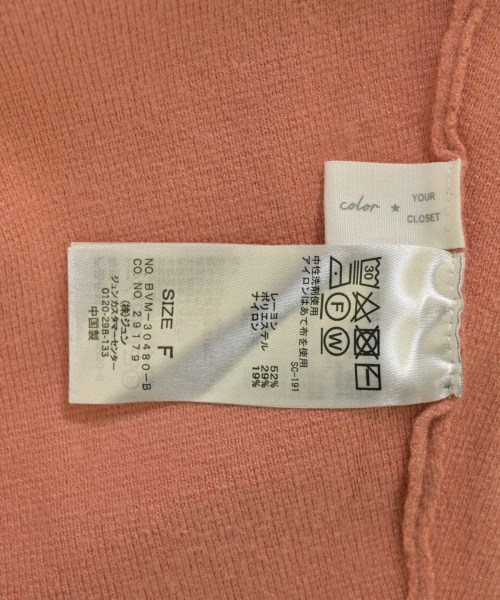 color ★ YOUR
CLOSET
30
F W
中性洗剤使用
アイロンはあて布を使用
SC-191
レーヨン 52%
ポリエステル 29%
ナイロン 19%
SIZE F
NO. BVM-30480-B
CO. NO. 29179
(株)ジュン
ジュンカスタマーセンター
0120-298-133
中国製